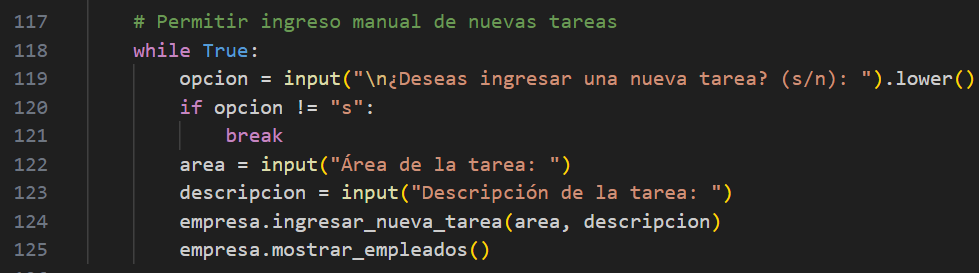 117 # Permitir ingreso manual de nuevas tareas
118 while True:
119 opcion = input("\n¿Deseas ingresar una nueva tarea? (s/n): ").lower()
120 if opcion != "s":
121 break
122 area = input("Área de la tarea: ")
123 descripcion = input("Descripción de la tarea: ")
124 empresa.ingresar_nueva_tarea(area, descripcion)
125 empresa.mostrar_empleados()